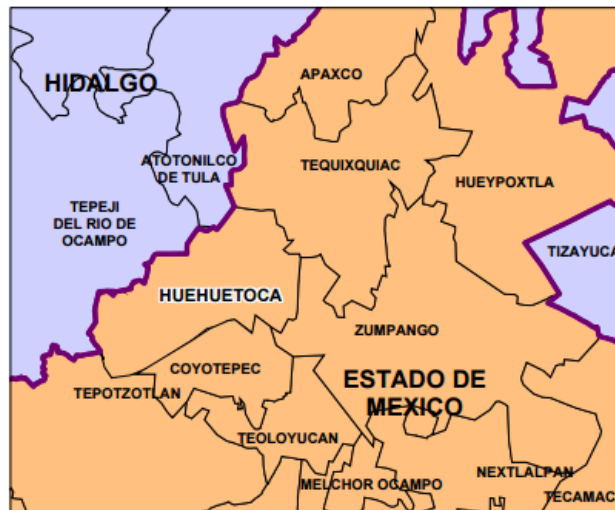 APAXCO
HIDALGO
ATOTONILCO
DE TULA
TEQUIXQUIAC
HUEYPOXTLA
TEPEJI
DEL RIO DE
OCAMPO
TIZAYUCA
HUEHUETOCA
ZUMPANGO
COYOTEPEC
ESTADO DE
MEXICO
TEPOTZOTLAN
TEOLOYUCAN
NEXTLALPAN
MELCHOR OCAMPO
TECAMAC